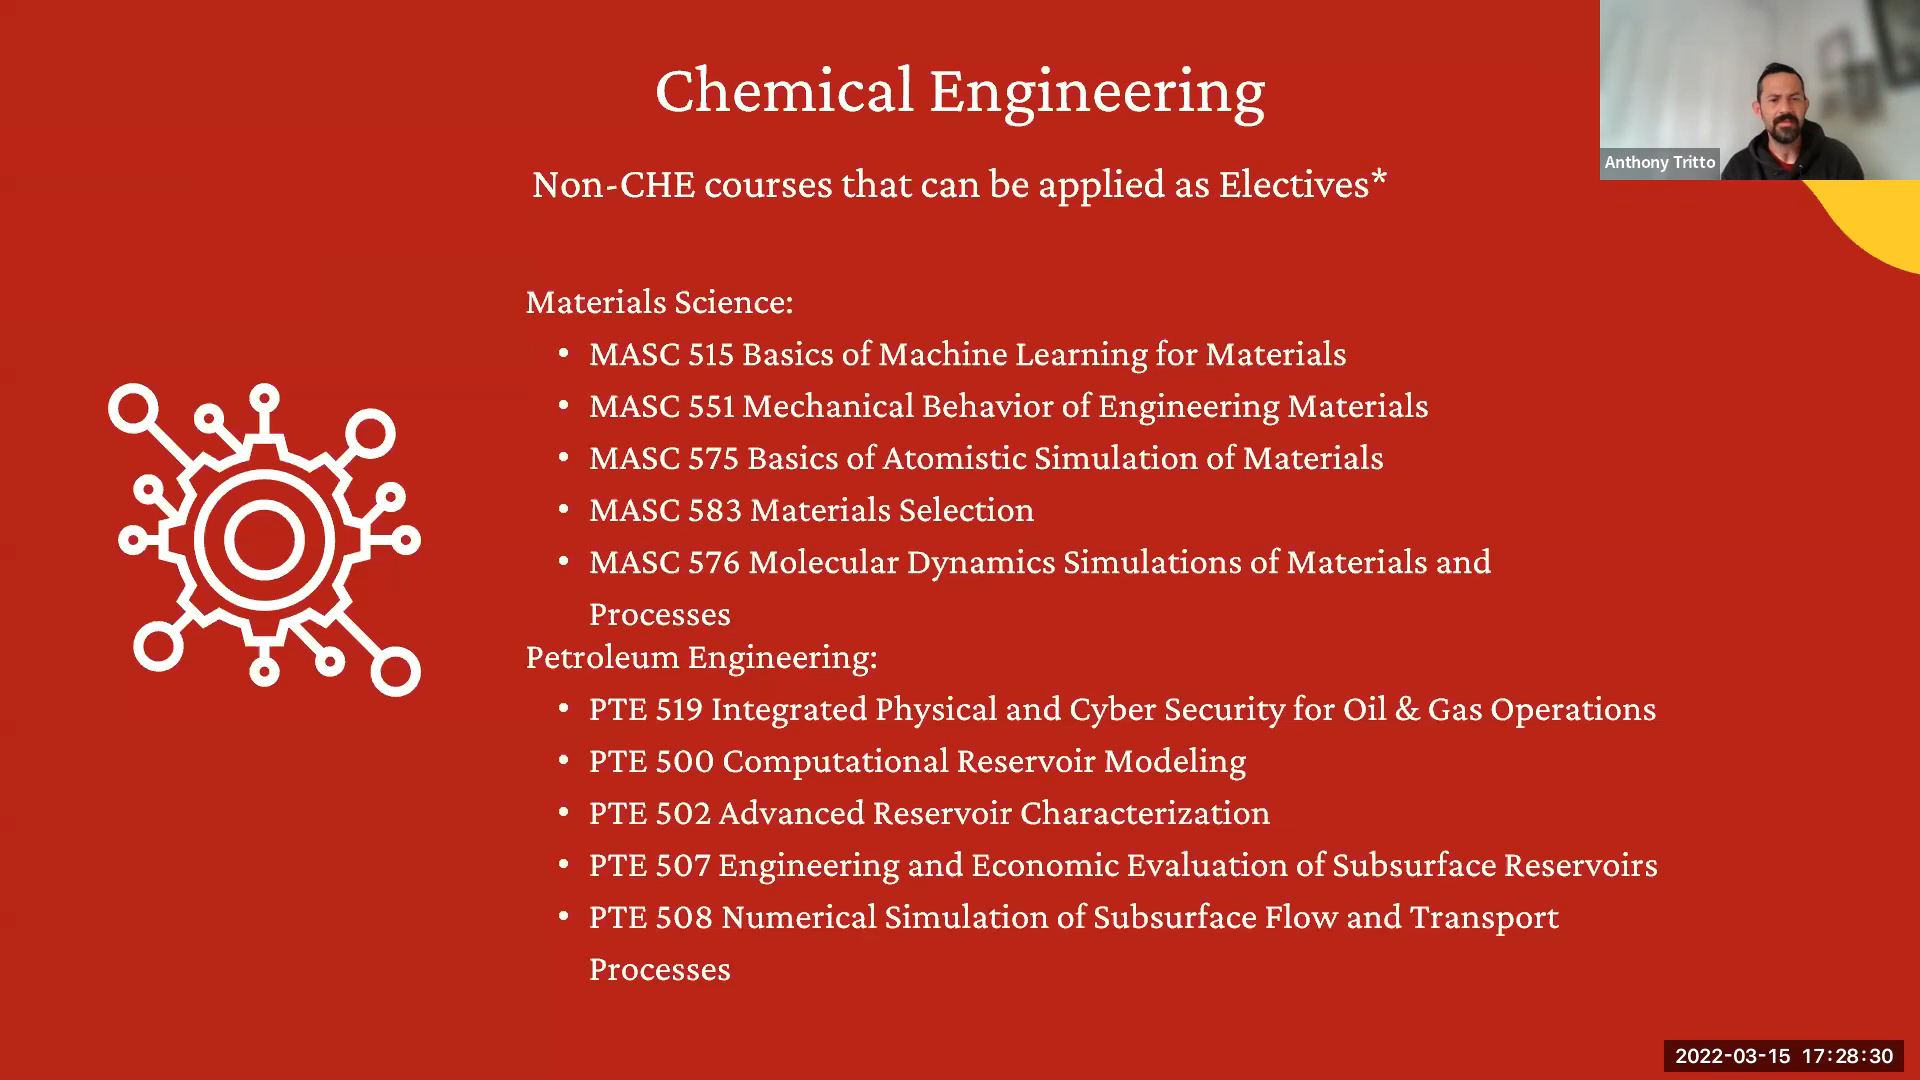 Chemical Engineering
Non-CHE courses that can be applied as Electives*
Anthony Tritto
Materials Science:
• MASC 515 Basics of Machine Learning for Materials
• MASC 551 Mechanical Behavior of Engineering Materials
• MASC 575 Basics of Atomistic Simulation of Materials
• MASC 583 Materials Selection
• MASC 576 Molecular Dynamics Simulations of Materials and
Processes
Petroleum Engineering:
• PTE 519 Integrated Physical and Cyber Security for Oil & Gas Operations
• PTE 500 Computational Reservoir Modeling
• PTE 502 Advanced Reservoir Characterization
• PTE 507 Engineering and Economic Evaluation of Subsurface Reservoirs
• PTE 508 Numerical Simulation of Subsurface Flow and Transport
Processes
2022-03-15 17:28:30